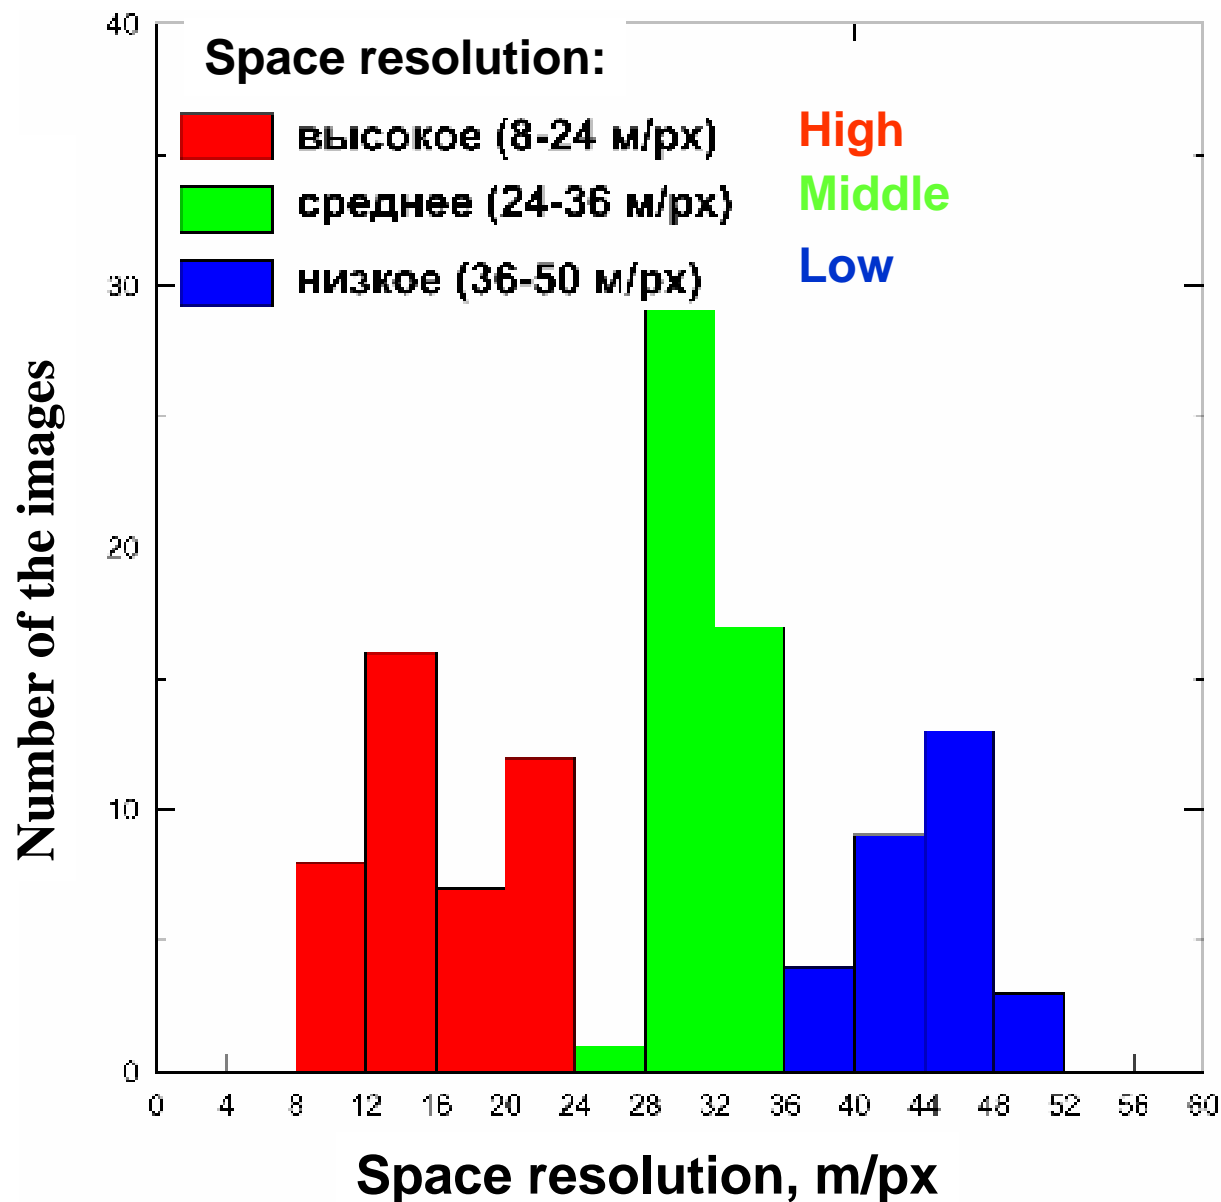 40
Space resolution:
высокое (8-24 м/px) High
среднее (24-36 м/px) Middle
низкое (36-50 м/px) Low
30
20
10
0
Number of the images
0 4 8 12 16 20 24 28 32 36 40 44 48 52 56 60
Space resolution, m/px